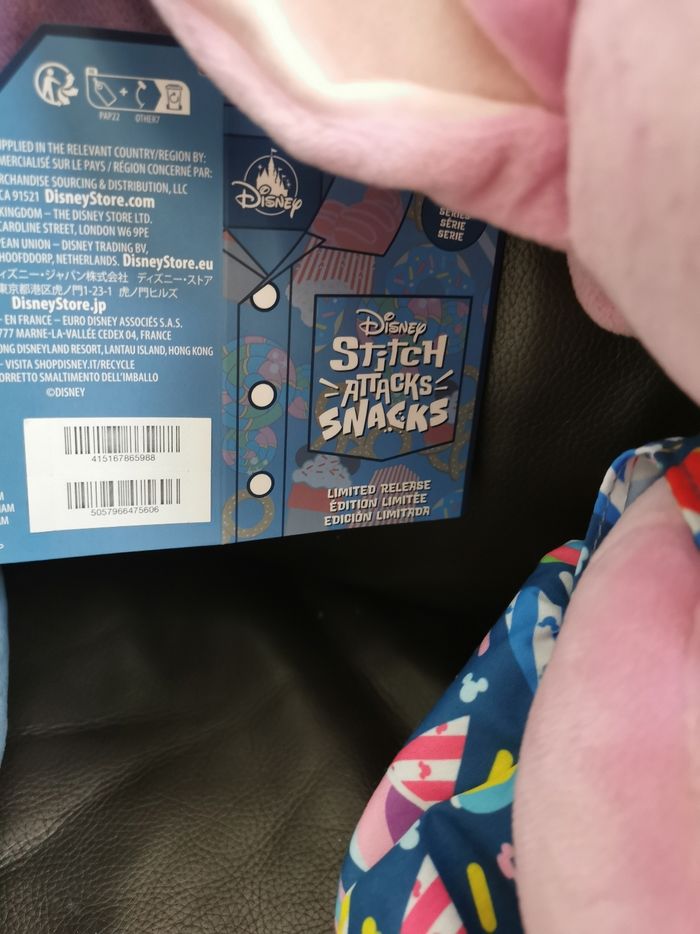 PAP22 OTHER7
UPPLIED IN THE RELEVANT COUNTRY/REGION BY:
MERCIALISÉ SUR LE PAYS / RÉGION CONCERNÉ PAR:
RCHANDISE SOURCING & DISTRIBUTION, LLC
CA 91521 DisneyStore.com
KINGDOM – THE DISNEY STORE LTD.
CAROLINE STREET, LONDON W6 9PE
PEAN UNION – DISNEY TRADING BV,
HOOFDDORP, NETHERLANDS. DisneyStore.eu
ィズニー・ジャパン株式会社 ディズニー・ストア
東京都港区虎ノ門1-23-1 虎ノ門ヒルズ
DisneyStore.jp
- EN FRANCE – EURO DISNEY ASSOCIÉS S.A.S.
777 MARNE-LA-VALLÉE CEDEX 04, FRANCE
ONG DISNEYLAND RESORT, LANTAU ISLAND, HONG KONG
- VISITA SHOPDISNEY.IT/RECYCLE
ORRETTO SMALTIMENTO DELL'IMBALLO
©DISNEY
415167865988
5057966475606
DISNEY
SERIES
SÉRIE
SERIE
DISNEY
STITCH
ATTACKS
SNACKS
LIMITED RELEASE
ÉDITION LIMITÉE
EDICIÓN LIMITADA